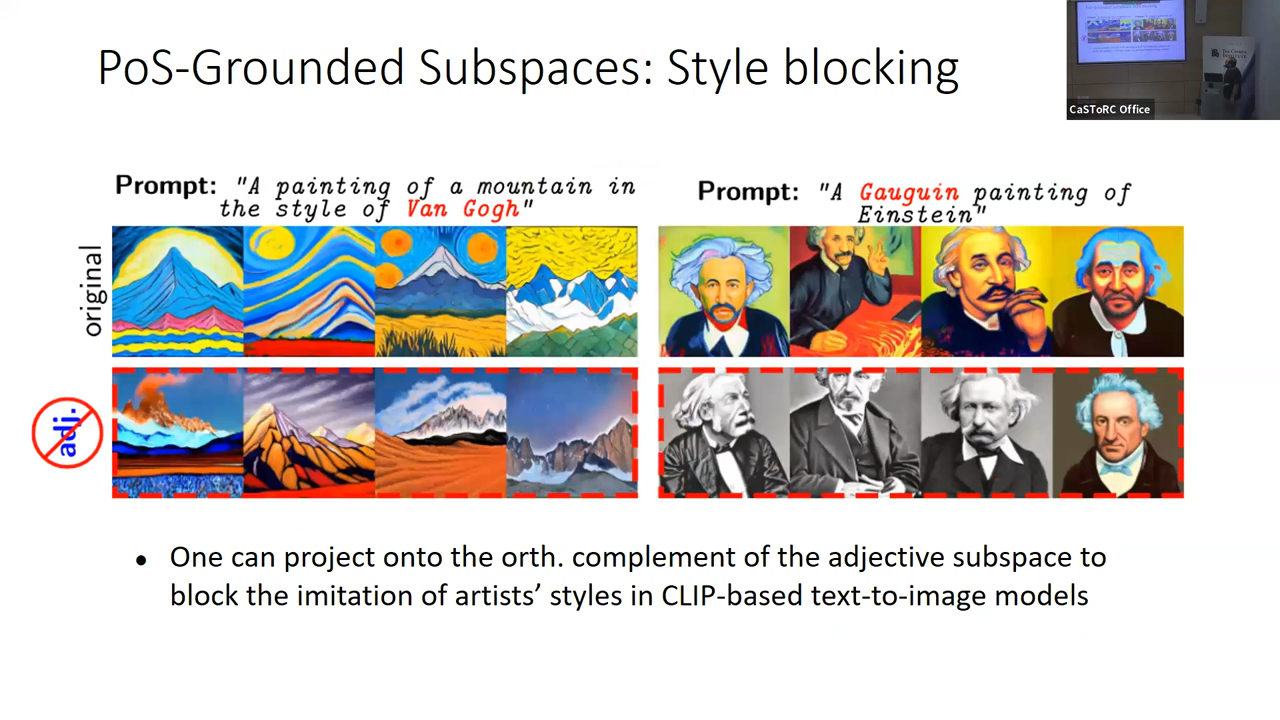 PoS-Grounded Subspaces: Style blocking
CaSToRC Office
Prompt: "A painting of a mountain in
the style of Van Gogh"
Prompt: "A Gauguin painting of
Einstein"
original
adj.
• One can project onto the orth. complement of the adjective subspace to
block the imitation of artists’ styles in CLIP-based text-to-image models